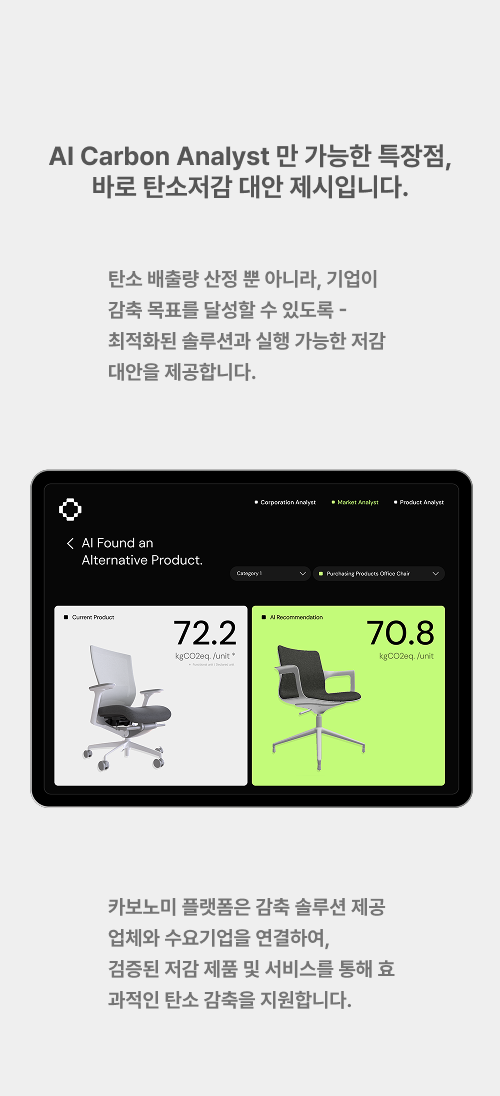 AI Carbon Analyst 만 가능한 특장점,
바로 탄소저감 대안 제시입니다.
탄소 배출량 산정 뿐 아니라, 기업이
감축 목표를 달성할 수 있도록 -
최적화된 솔루션과 실행 가능한 저감
대안을 제공합니다.
Corporation Analyst
Market Analyst
Product Analyst
AI Found an
Alternative Product.
Category 1
Purchasing Products Office Chair
Current Product
72.2
kgCO2eq. /unit *
AI Recommendation
70.8
kgCO2eq. /unit
카보노미 플랫폼은 감축 솔루션 제공
업체와 수요기업을 연결하여,
검증된 저감 제품 및 서비스를 통해 효
과적인 탄소 감축을 지원합니다.